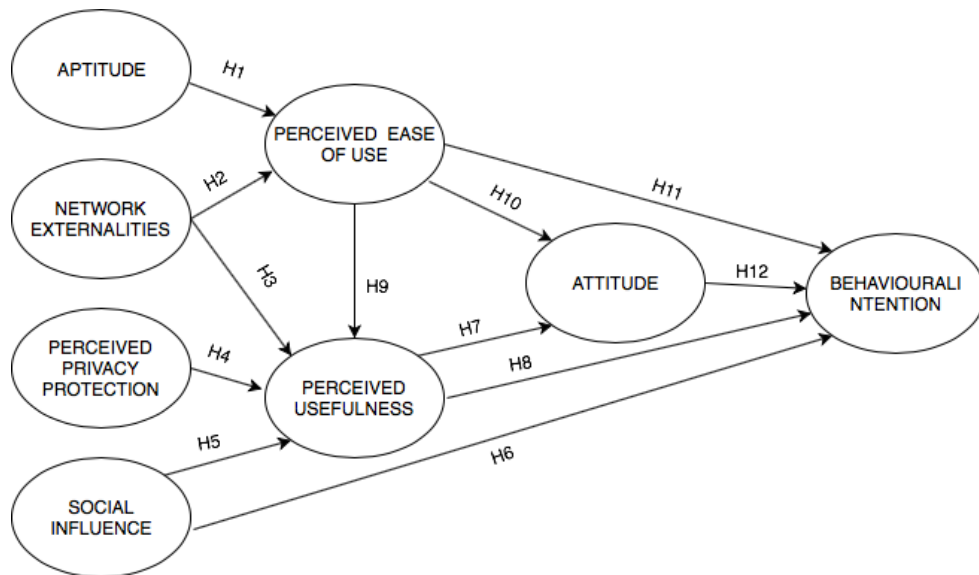 APTITUDE
H1
PERCEIVED EASE
OF USE
H2
NETWORK
EXTERNALITIES
H11
H10
H3
H9
ATTITUDE
H12
BEHAVIOURALI
NTENTION
PERCEIVED
PRIVACY
PROTECTION
H4
H7
H8
PERCEIVED
USEFULNESS
H5
H6
SOCIAL
INFLUENCE